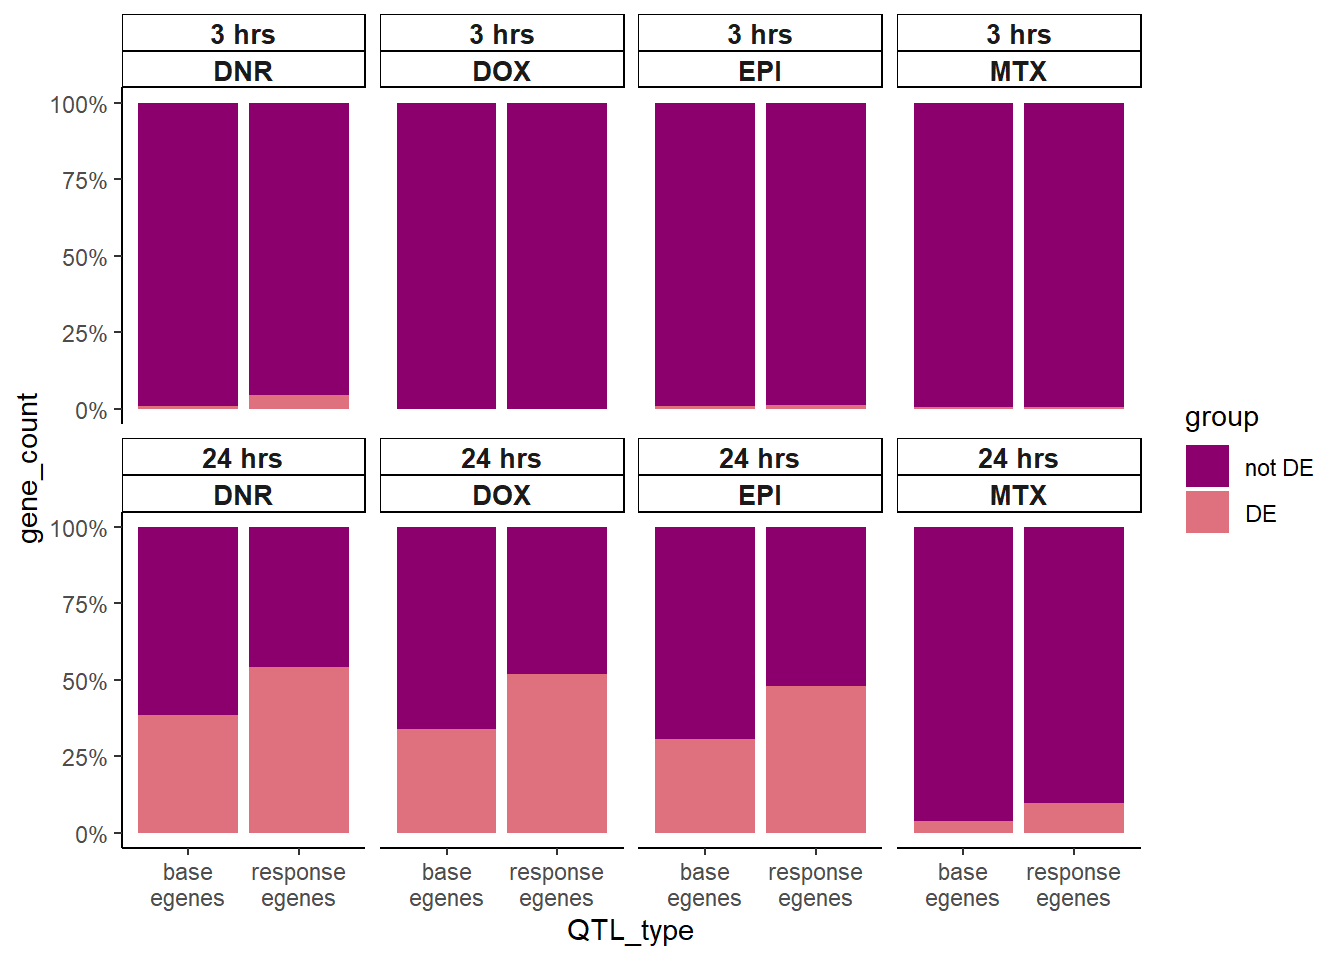 3 hrs
3 hrs
3 hrs
3 hrs
DNR
DOX
EPI
MTX
100%
75%
50%
25%
0%
24 hrs
24 hrs
24 hrs
24 hrs
DNR
DOX
EPI
MTX
100%
75%
50%
25%
0%
base
egenes
response
egenes
base
egenes
response
egenes
base
egenes
response
egenes
base
egenes
response
egenes
QTL_type
gene_count
group
not DE
DE